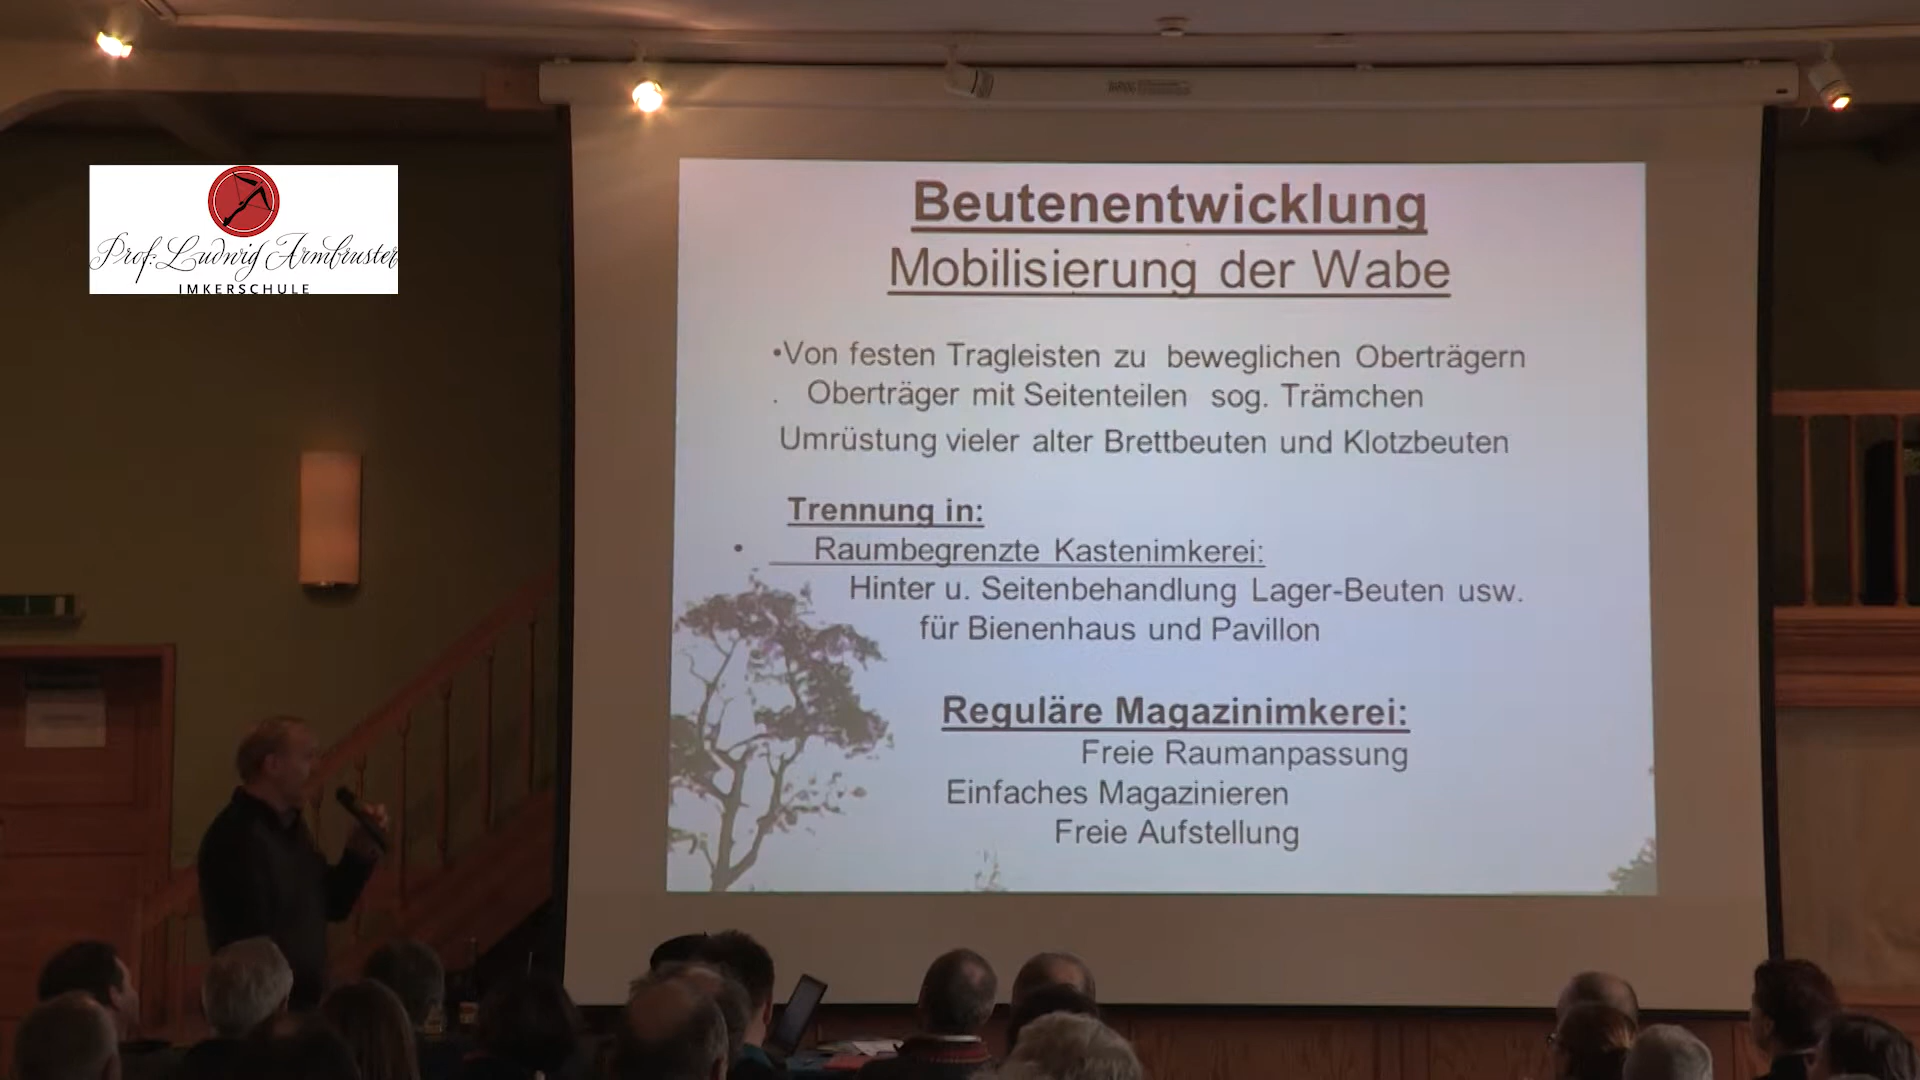 Prof. Ludwig Armbruster
IMKERSCHULE
Beutenentwicklung
Mobilisierung der Wabe
•Von festen Tragleisten zu beweglichen Oberträgern
. Oberträger mit Seitenteilen sog. Trämchen
Umrüstung vieler alter Brettbeuten und Klotzbeuten
Trennung in:
• Raumbegrenzte Kastenimkerei:
Hinter u. Seitenbehandlung Lager-Beuten usw.
für Bienenhaus und Pavillon
Reguläre Magazinimkerei:
Freie Raumanpassung
Einfaches Magazinieren
Freie Aufstellung